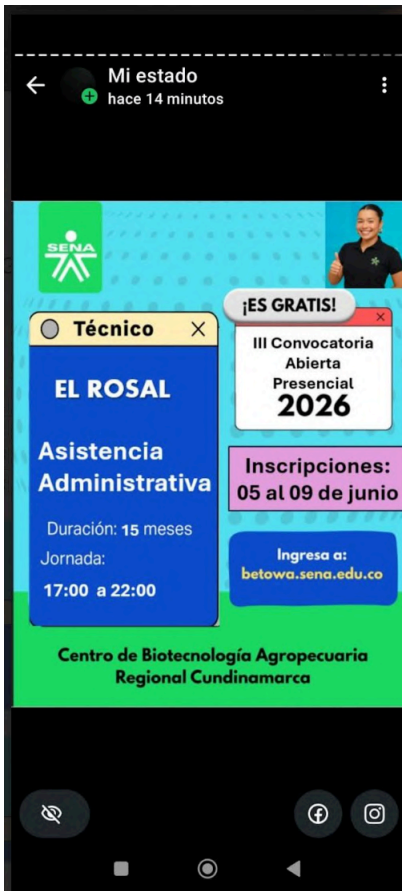 Mi estado
hace 14 minutos
SENA
¡ES GRATIS!
Técnico
EL ROSAL
Asistencia
Administrativa
Duración: 15 meses
Jornada:
17:00 a 22:00
III Convocatoria
Abierta
Presencial
2026
Inscripciones:
05 al 09 de junio
Ingresa a:
betowa.sena.edu.co
Centro de Biotecnología Agropecuaria
Regional Cundinamarca